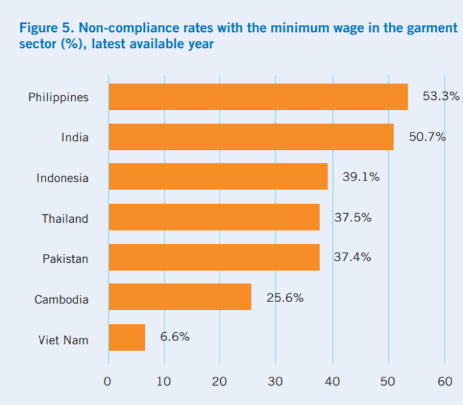 Figure 5. Non-compliance rates with the minimum wage in the garment
sector (%), latest available year
Philippines 53.3%
India 50.7%
Indonesia 39.1%
Thailand 37.5%
Pakistan 37.4%
Cambodia 25.6%
Viet Nam 6.6%
0 10 20 30 40 50 60